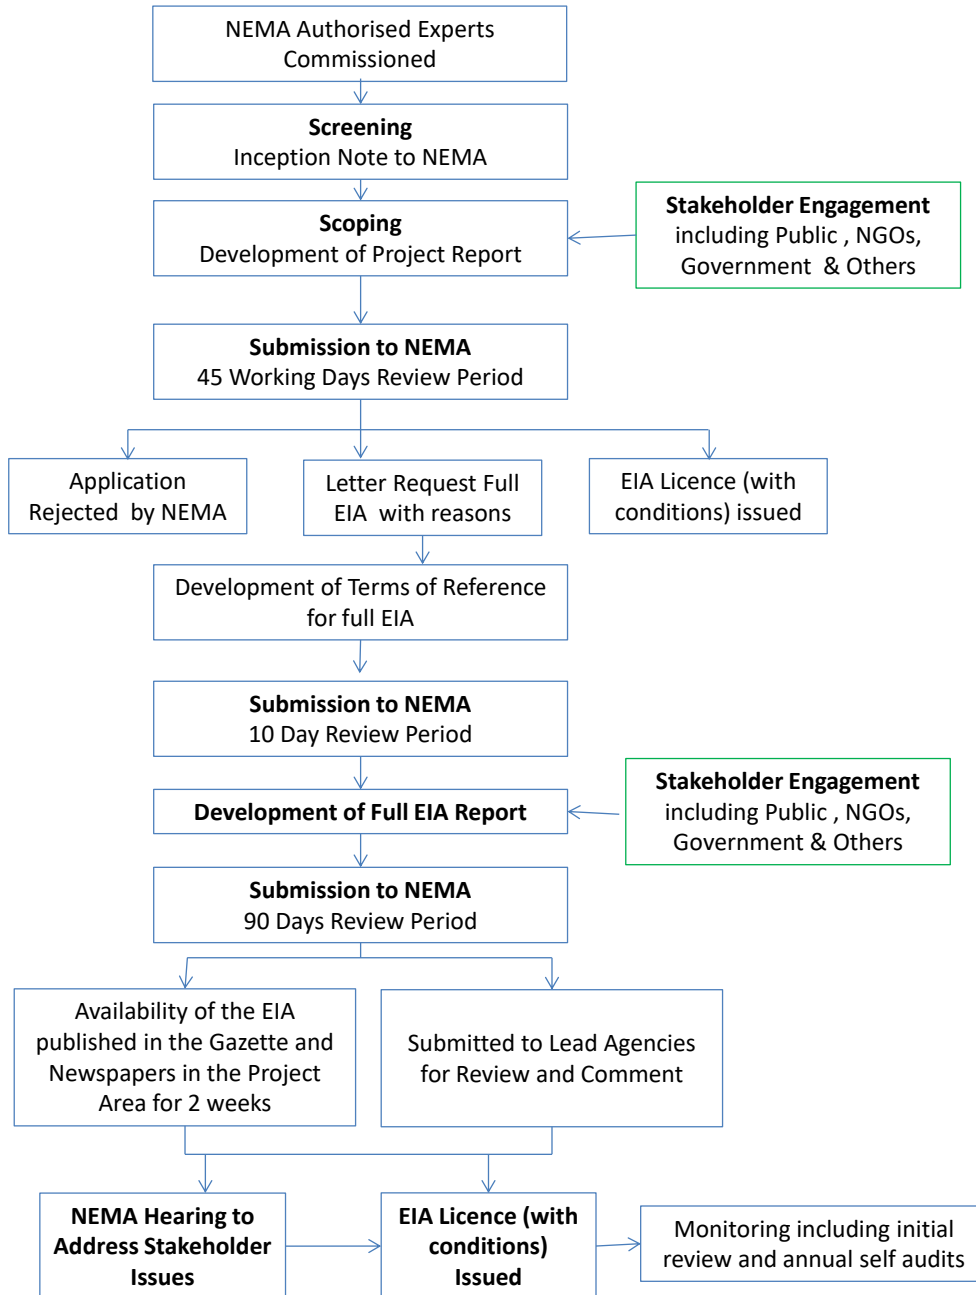 NEMA Authorised Experts
Commissioned
Screening
Inception Note to NEMA
Scoping
Development of Project Report
Stakeholder Engagement
including Public , NGOs,
Government & Others
Submission to NEMA
45 Working Days Review Period
Application
Rejected by NEMA
Letter Request Full
EIA with reasons
EIA Licence (with
conditions) issued
Development of Terms of Reference
for full EIA
Submission to NEMA
10 Day Review Period
Development of Full EIA Report
Stakeholder Engagement
including Public , NGOs,
Government & Others
Submission to NEMA
90 Days Review Period
Availability of the EIA
published in the Gazette and
Newspapers in the Project
Area for 2 weeks
Submitted to Lead Agencies
for Review and Comment
NEMA Hearing to
Address Stakeholder
Issues
EIA Licence (with
conditions)
Issued
Monitoring including initial
review and annual self audits